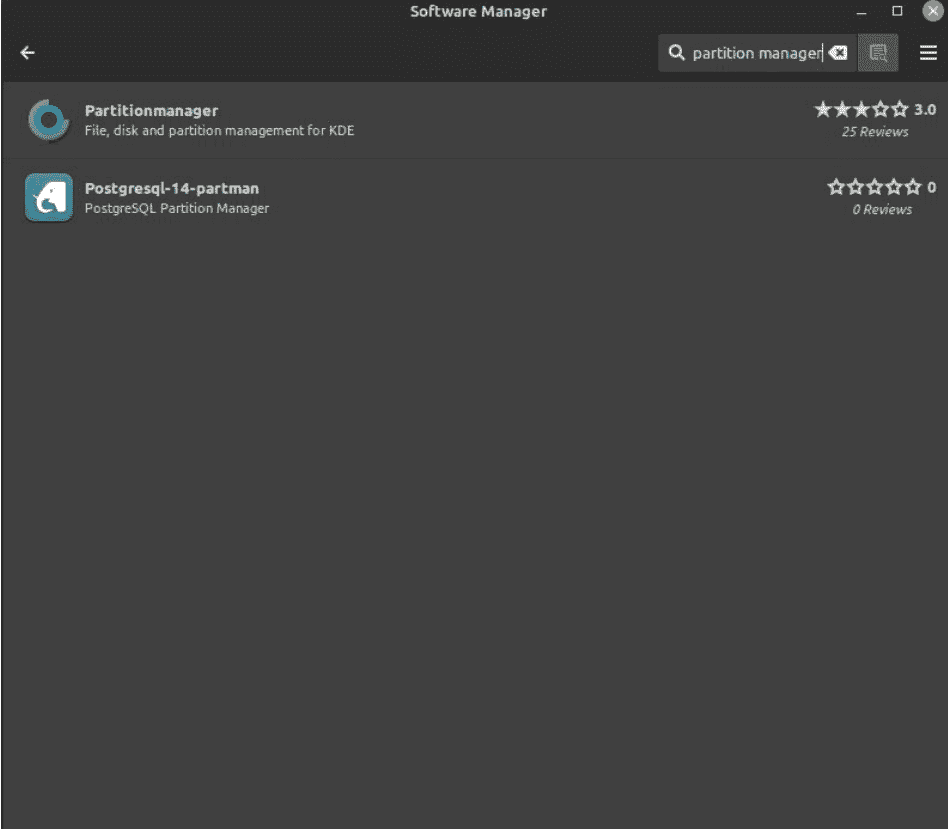 Software Manager
partition manager
Partitionmanager
File, disk and partition management for KDE
3.0
25 Reviews
Postgresql-14-partman
PostgreSQL Partition Manager
0
0 Reviews